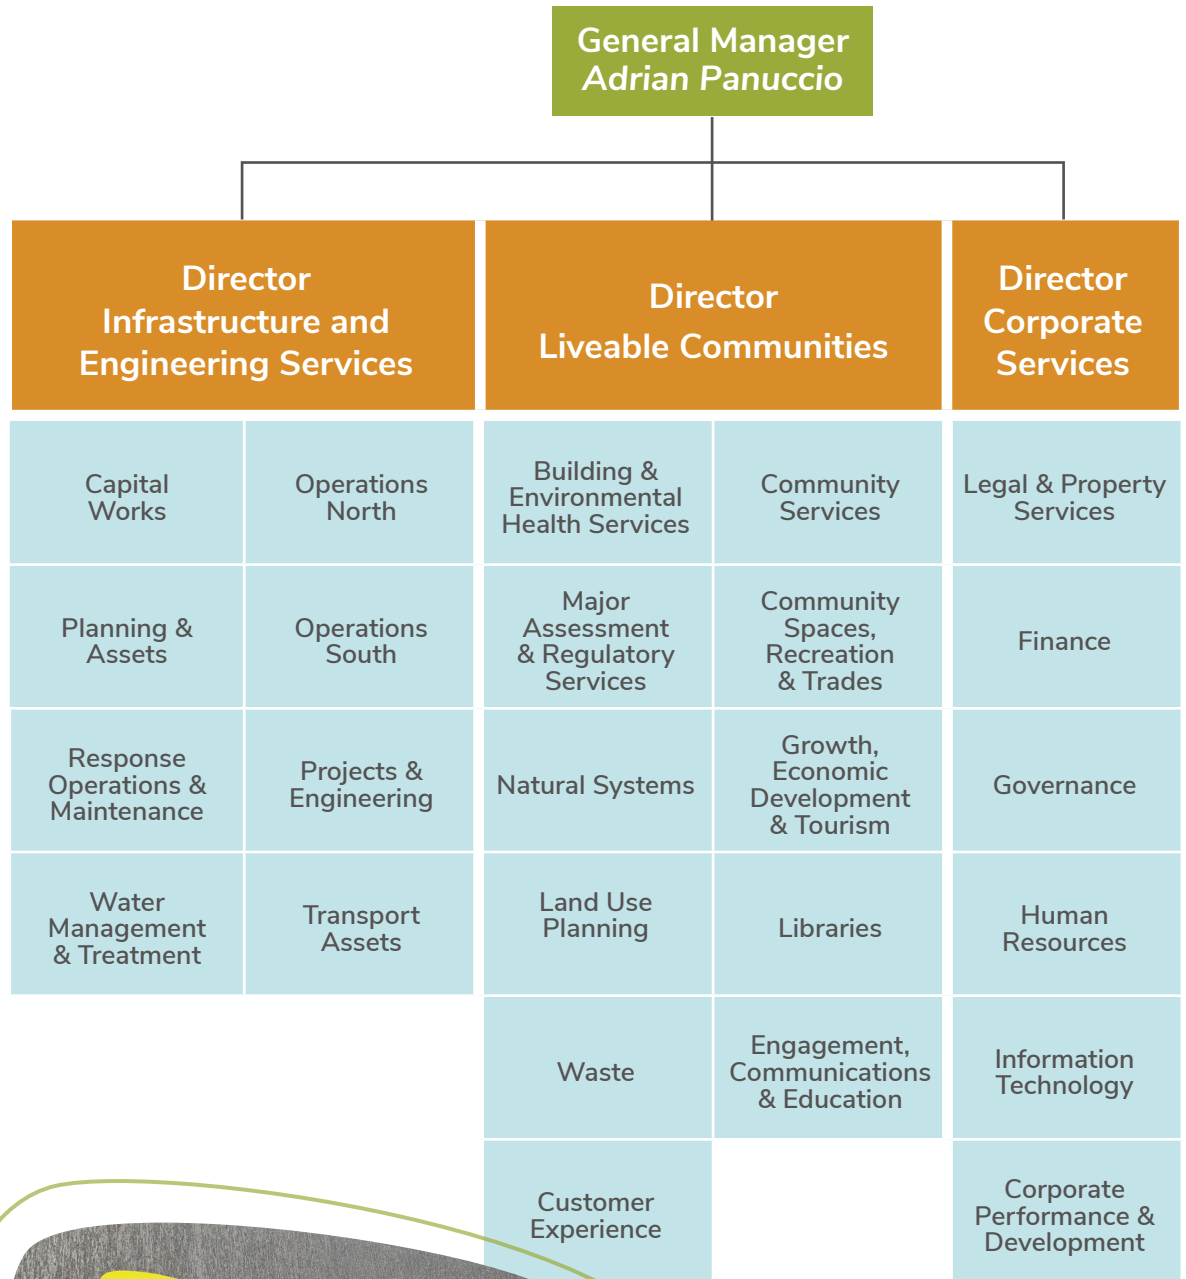 General Manager
Adrian Panuccio
Director
Infrastructure and
Engineering Services
Director
Liveable Communities
Director
Corporate
Services
Capital
Works
Operations
North
Building &
Environmental
Health Services
Community
Services
Legal & Property
Services
Planning &
Assets
Operations
South
Major
Assessment
& Regulatory
Services
Community
Spaces,
Recreation
& Trades
Finance
Response
Operations &
Maintenance
Projects &
Engineering
Natural Systems
Growth,
Economic
Development
& Tourism
Governance
Water
Management
& Treatment
Transport
Assets
Land Use
Planning
Libraries
Human
Resources
Waste
Engagement,
Communications
& Education
Information
Technology
Customer
Experience
Corporate
Performance &
Development